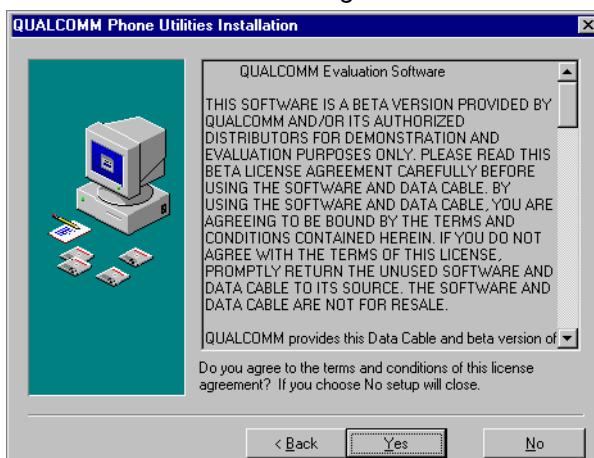 QUALCOMM Phone Utilities Installation
QUALCOMM Evaluation Software
THIS SOFTWARE IS A BETA VERSION PROVIDED BY
QUALCOMM AND/OR ITS AUTHORIZED
DISTRIBUTORS FOR DEMONSTRATION AND
EVALUATION PURPOSES ONLY. PLEASE READ THIS
BETA LICENSE AGREEMENT CAREFULLY BEFORE
USING THE SOFTWARE AND DATA CABLE. BY
USING THE SOFTWARE AND DATA CABLE, YOU ARE
AGREEING TO BE BOUND BY THE TERMS AND
CONDITIONS CONTAINED HEREIN. IF YOU DO NOT
AGREE WITH THE TERMS OF THIS LICENSE,
PROMPTLY RETURN THE UNUSED SOFTWARE AND
DATA CABLE TO ITS SOURCE. THE SOFTWARE AND
DATA CABLE ARE NOT FOR RESALE.
QUALCOMM provides this Data Cable and beta version of
Do you agree to the terms and conditions of this license
agreement? If you choose No setup will close.
< Back
Yes
No